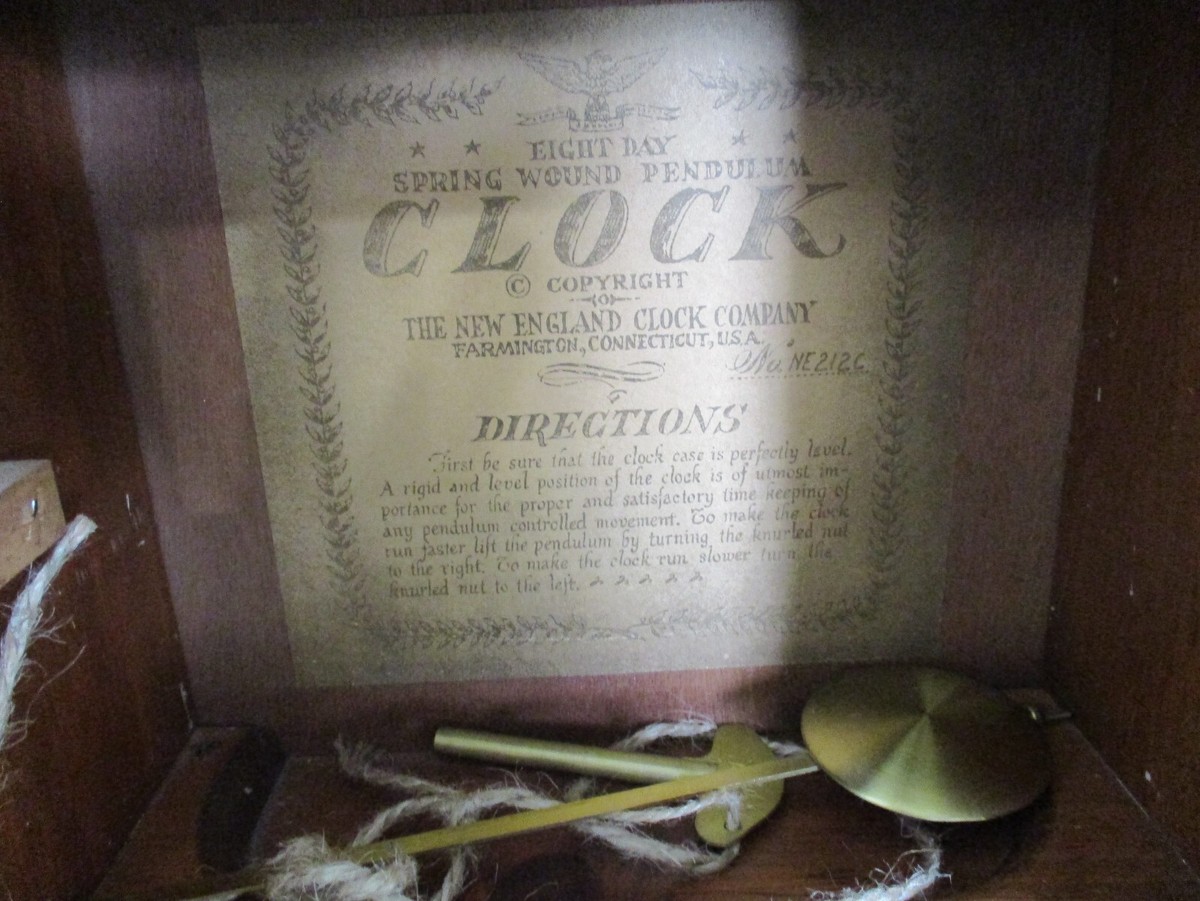 EIGHT DAY
SPRING WOUND PENDULUM
CLOCK
© COPYRIGHT
THE NEW ENGLAND CLOCK COMPANY
FARMINGTON, CONNECTICUT, U.S.A.
No. NE212C
DIRECTIONS
First be sure that the clock case is perfectly level.
A rigid and level position of the clock is of utmost im-
portance for the proper and satisfactory time keeping of
any pendulum controlled movement. To make the clock
run faster lift the pendulum by turning the knurled nut
to the right. To make the clock run slower turn the
knurled nut to the left.